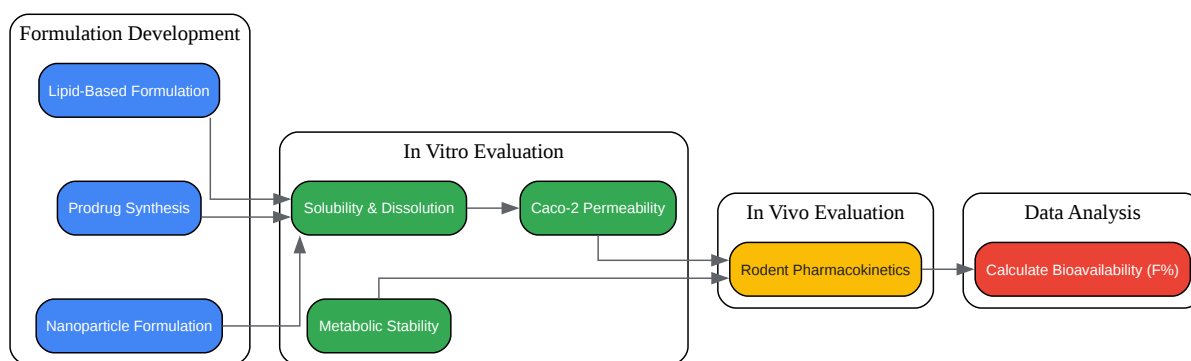 Formulation Development
Lipid-Based Formulation
Prodrug Synthesis
Nanoparticle Formulation
In Vitro Evaluation
Solubility & Dissolution
Caco-2 Permeability
Metabolic Stability
In Vivo Evaluation
Rodent Pharmacokinetics
Data Analysis
Calculate Bioavailability (F%)